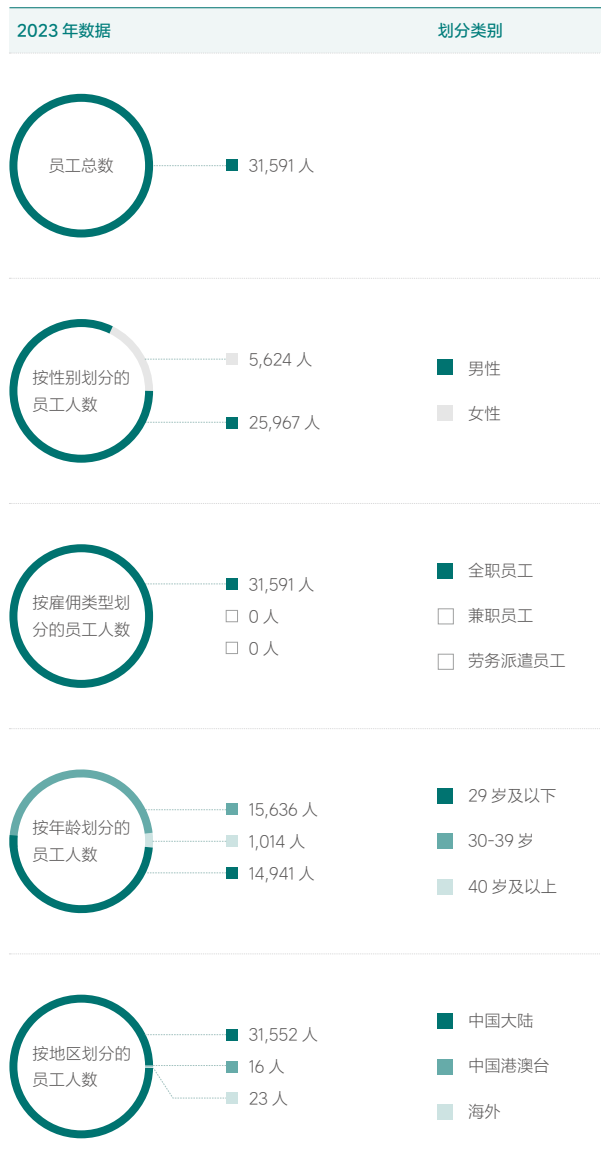 2023 年数据
划分类别
员工总数
31,591 人
按性别划分的
员工人数
5,624 人
25,967 人
男性
女性
按雇佣类型划
分的员工人数
31,591 人
0 人
0 人
全职员工
兼职员工
劳务派遣员工
按年龄划分的
员工人数
15,636 人
1,014 人
14,941 人
29 岁及以下
30-39 岁
40 岁及以上
按地区划分的
员工人数
31,552 人
16 人
23 人
中国大陆
中国港澳台
海外